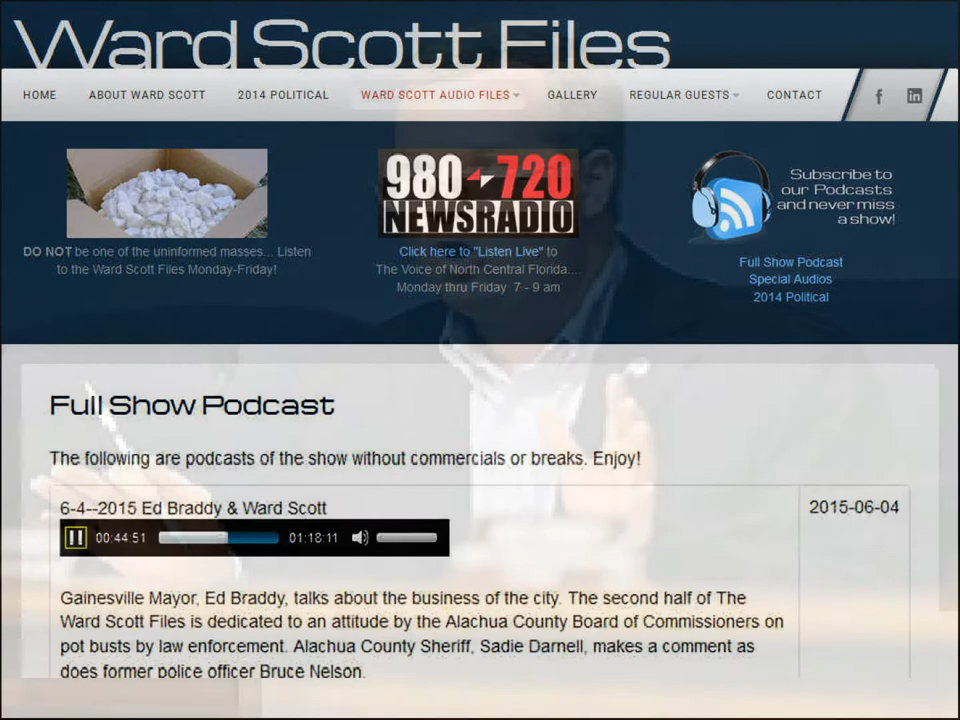 Ward Scott Files
HOME ABOUT WARD SCOTT 2014 POLITICAL WARD SCOTT AUDIO FILES GALLERY REGULAR GUESTS CONTACT f in
DO NOT be one of the uninformed masses... Listen
to the Ward Scott Files Monday-Friday!
980 720
NEWSRADIO
Click here to "Listen Live" to
The Voice of North Central Florida....
Monday thru Friday 7 - 9 am
Subscribe to
our Podcasts
and never miss
a show!
Full Show Podcast
Special Audios
2014 Political
Full Show Podcast
The following are podcasts of the show without commercials or breaks. Enjoy!
6-4--2015 Ed Braddy & Ward Scott
2015-06-04
00:44:51 01:18:11
Gainesville Mayor, Ed Braddy, talks about the business of the city. The second half of The
Ward Scott Files is dedicated to an attitude by the Alachua County Board of Commissioners on
pot busts by law enforcement. Alachua County Sheriff, Sadie Darnell, makes a comment as
does former police officer Bruce Nelson.